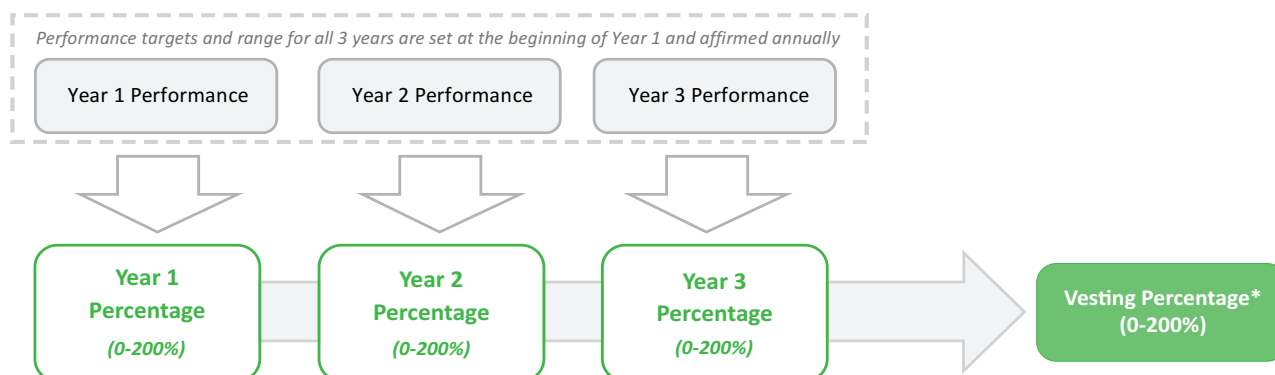 Performance targets and range for all 3 years are set at the beginning of Year 1 and affirmed annually
Year 1 Performance
Year 2 Performance
Year 3 Performance
Year 1
Percentage
(0-200%)
Year 2
Percentage
(0-200%)
Year 3
Percentage
(0-200%)
Vesting Percentage*
(0-200%)